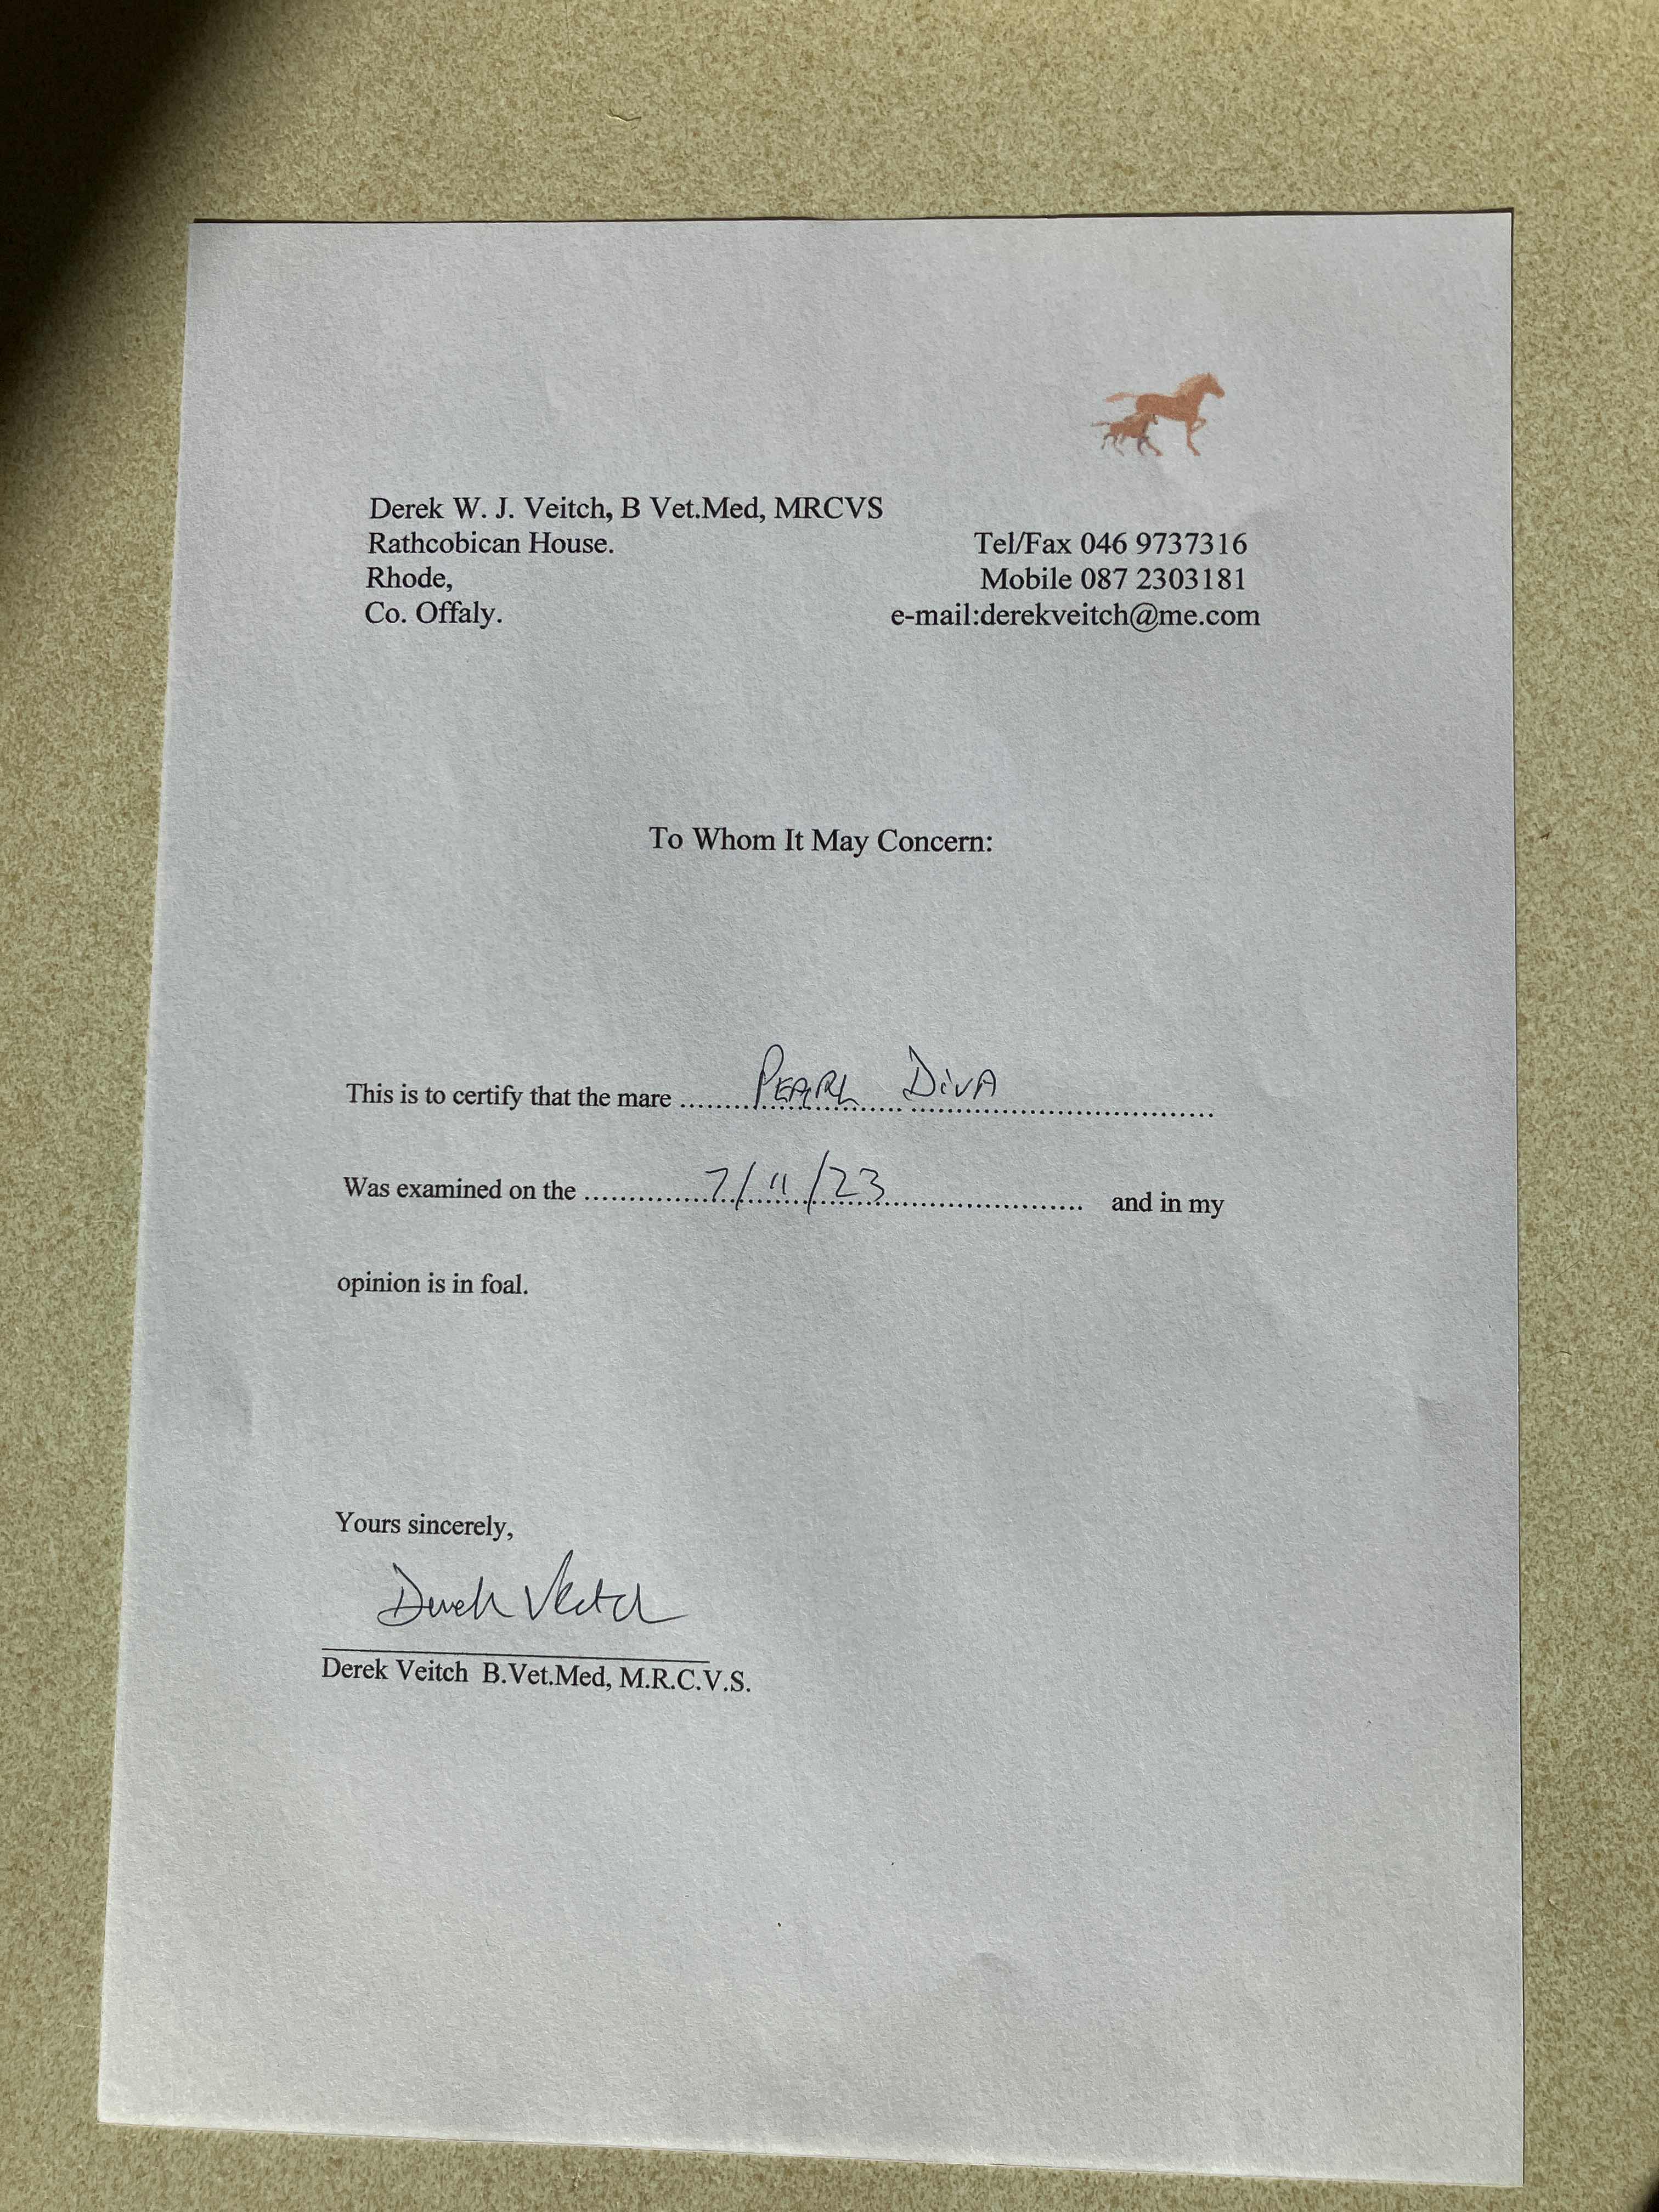 Derek W. J. Veitch, B Vet.Med, MRCVS
Rathcobican House.
Rhode,
Co. Offaly.
Tel/Fax 046 9737316
Mobile 087 2303181
e-mail:derekveitch@me.com
To Whom It May Concern:
This is to certify that the mare ........PEARL DIVA........
Was examined on the ........7/11/23........ and in my
opinion is in foal.
Yours sincerely,
Derek Veitch
Derek Veitch B.Vet.Med, M.R.C.V.S.